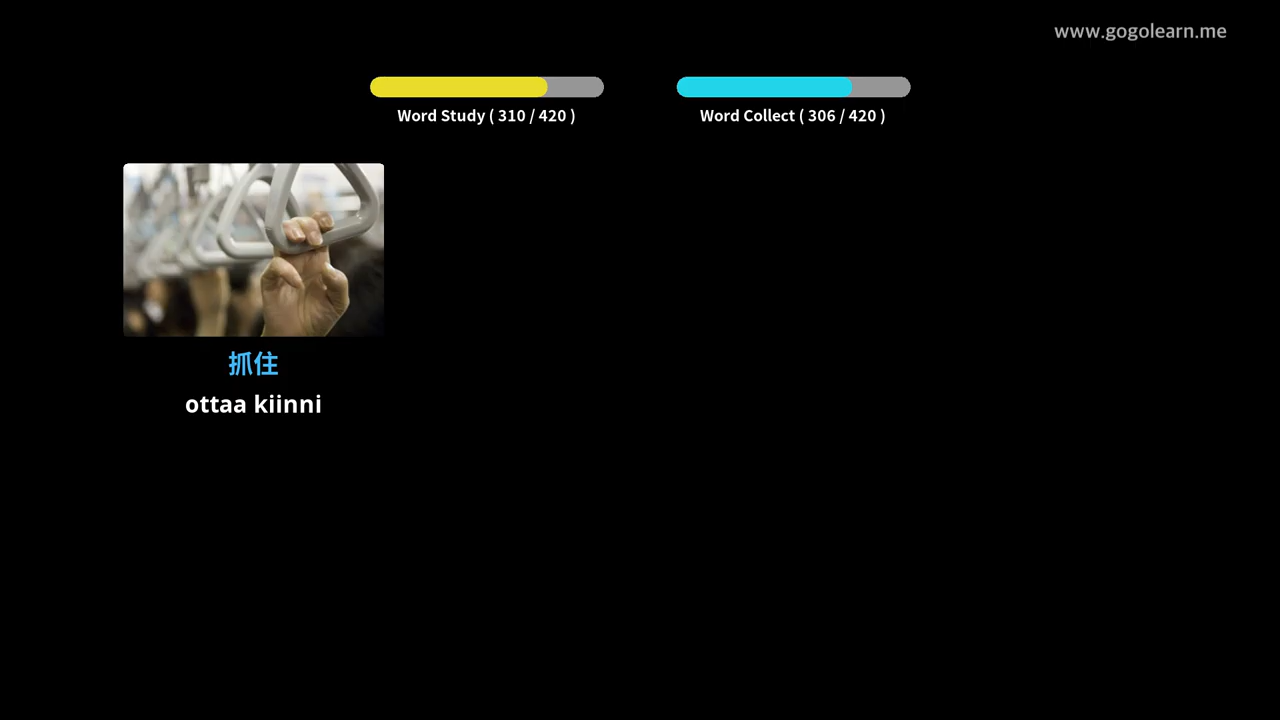 www.gogolearn.me
Word Study ( 310 / 420 )
Word Collect ( 306 / 420 )
抓住
ottaa kiinni